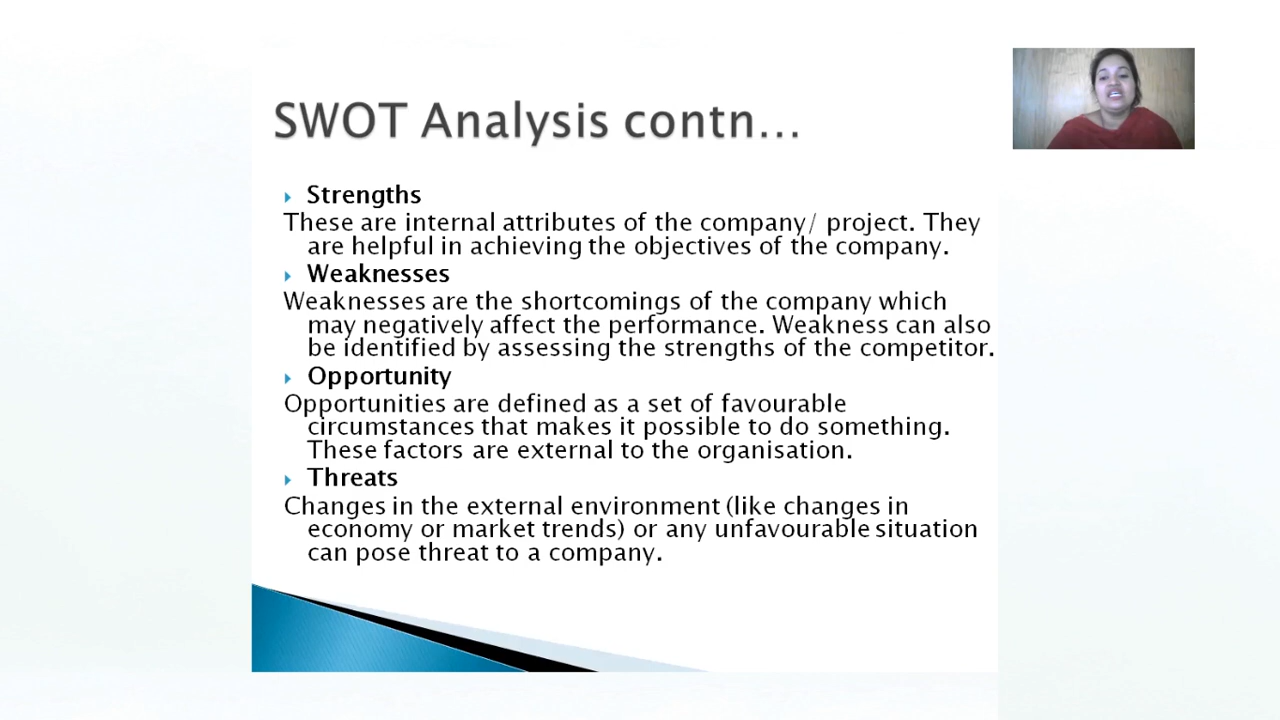 SWOT Analysis contn...
Strengths
These are internal attributes of the company/ project. They
are helpful in achieving the objectives of the company.
Weaknesses
Weaknesses are the shortcomings of the company which
may negatively affect the performance. Weakness can also
be identified by assessing the strengths of the competitor.
Opportunity
Opportunities are defined as a set of favourable
circumstances that makes it possible to do something.
These factors are external to the organisation.
Threats
Changes in the external environment (like changes in
economy or market trends) or any unfavourable situation
can pose threat to a company.